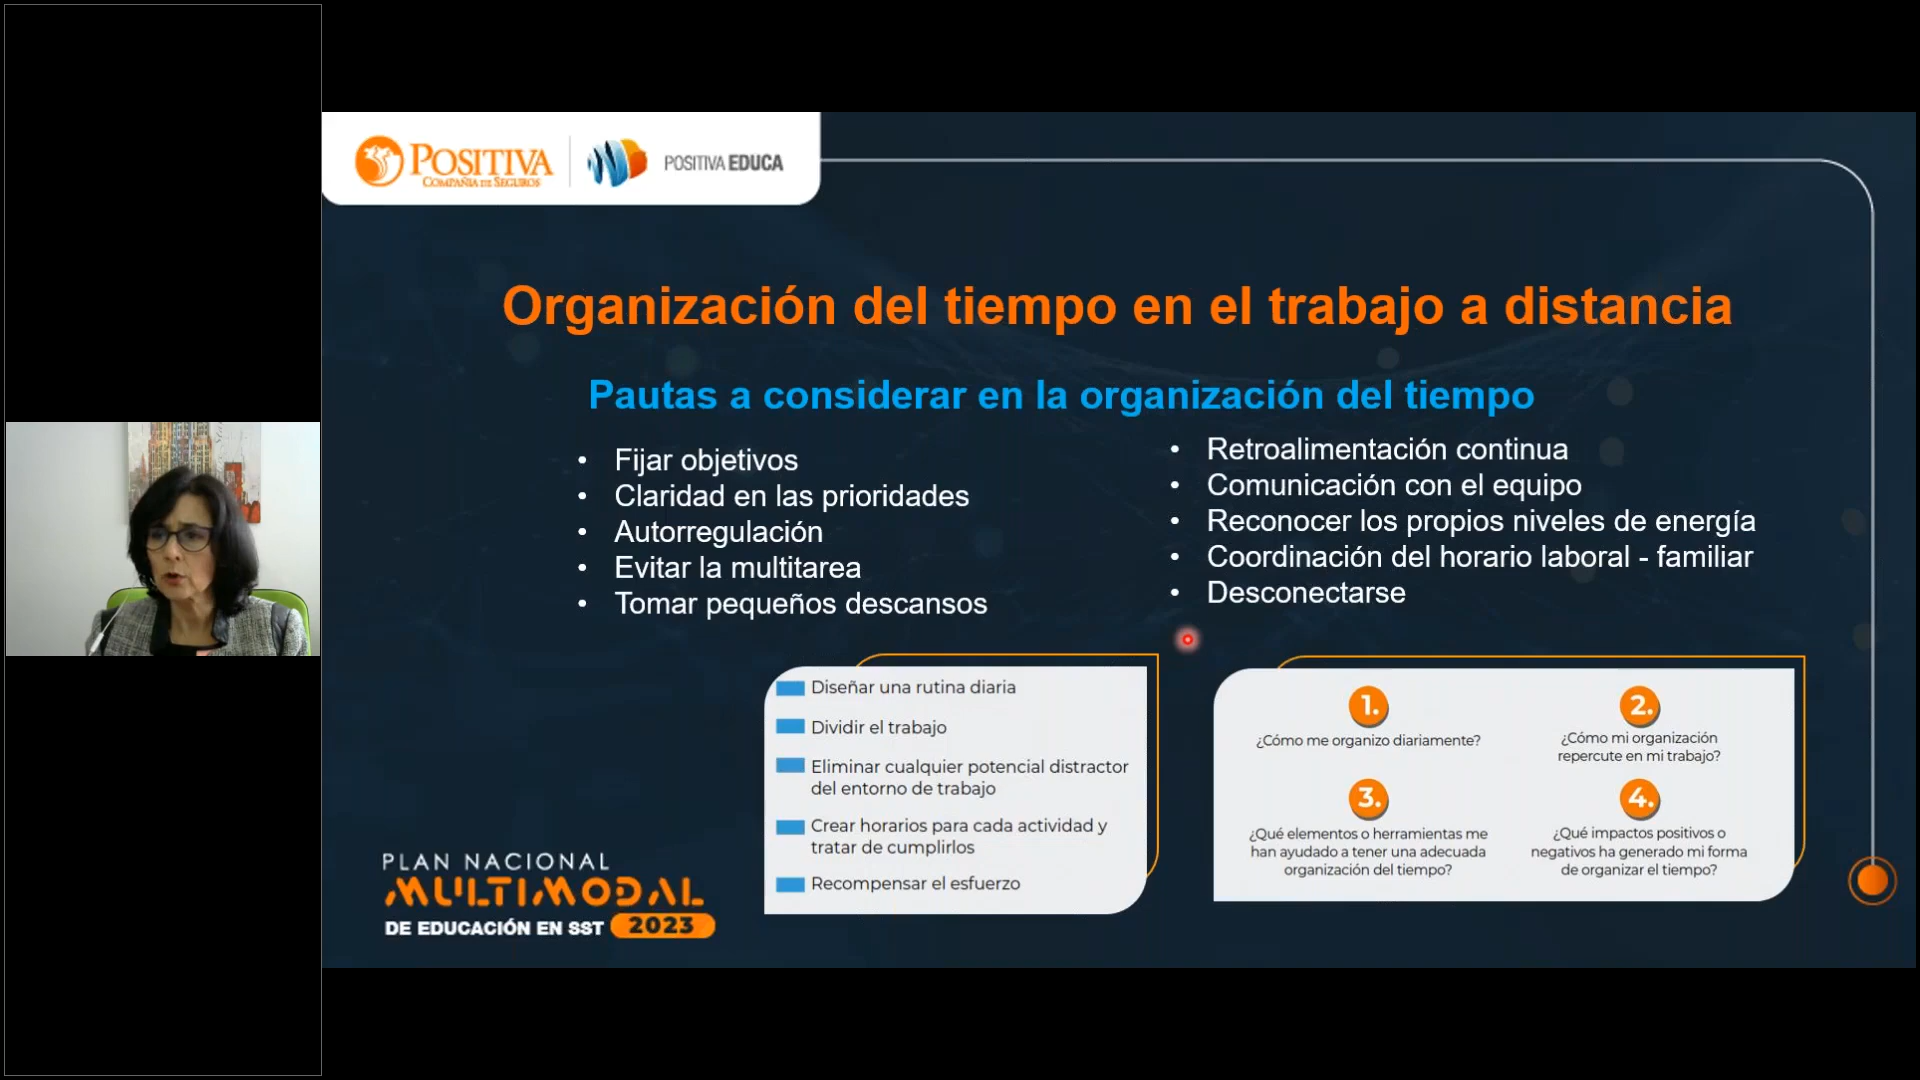 POSITIVA
COMPAÑÍA DE SEGUROS
POSITIVA EDUCA
Organización del tiempo en el trabajo a distancia
Pautas a considerar en la organización del tiempo
• Fijar objetivos
• Claridad en las prioridades
• Autorregulación
• Evitar la multitarea
• Tomar pequeños descansos
• Retroalimentación continua
• Comunicación con el equipo
• Reconocer los propios niveles de energía
• Coordinación del horario laboral - familiar
• Desconectarse
Diseñar una rutina diaria
Dividir el trabajo
Eliminar cualquier potencial distractor
del entorno de trabajo
Crear horarios para cada actividad y
tratar de cumplirlos
Recompensar el esfuerzo
1.
¿Cómo me organizo diariamente?
2.
¿Cómo mi organización
repercute en mi trabajo?
3.
¿Qué elementos o herramientas me
han ayudado a tener una adecuada
organización del tiempo?
4.
¿Qué impactos positivos o
negativos ha generado mi forma
de organizar el tiempo?
PLAN NACIONAL
MULTIMODAL
DE EDUCACIÓN EN SST 2023